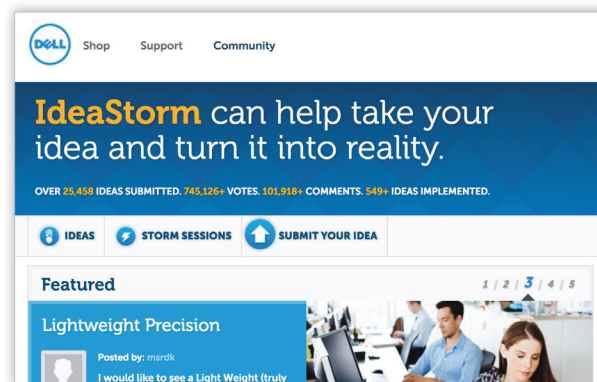 DELL
Shop Support Community
IdeaStorm can help take your
idea and turn it into reality.
OVER 25,458 IDEAS SUBMITTED. 745,126+ VOTES. 101,918+ COMMENTS. 549+ IDEAS IMPLEMENTED.
IDEAS STORM SESSIONS SUBMIT YOUR IDEA
Featured 1 / 2 / 3 / 4 / 5
Lightweight Precision
Posted by: msrdk
I would like to see a Light Weight (truly